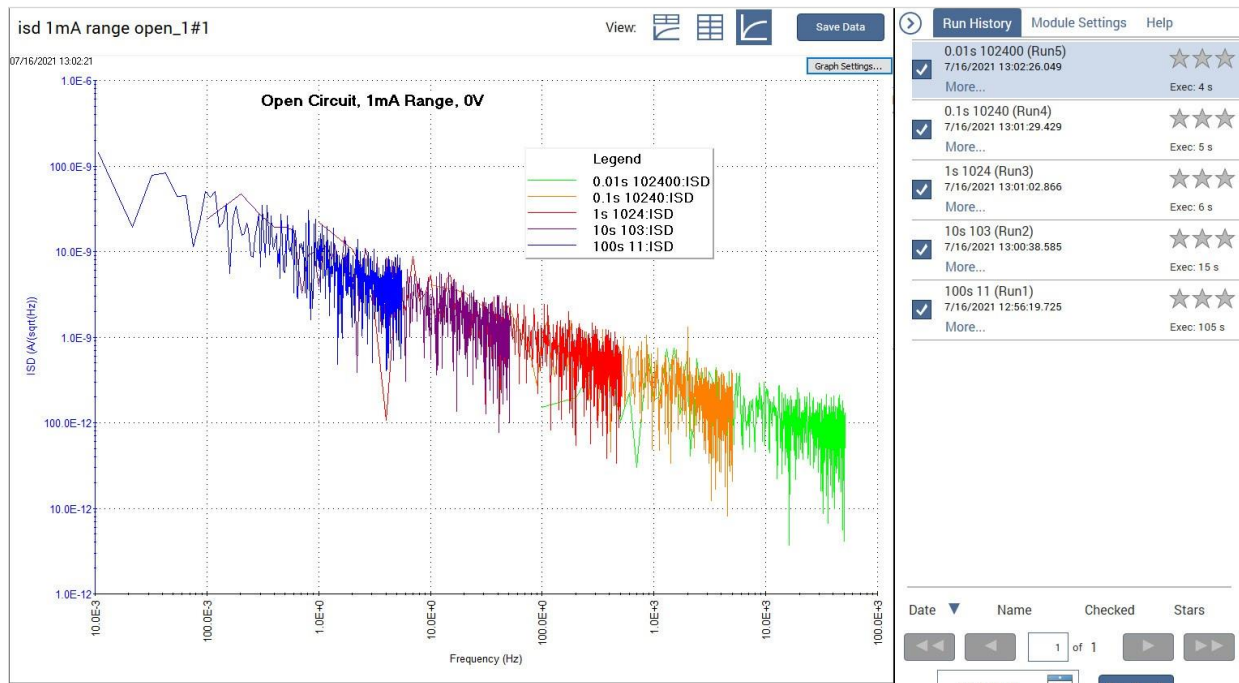 isd 1mA range open_1#1
View:
Save Data
07/16/2021 13:02:21
Graph Settings...
Open Circuit, 1mA Range, 0V
Legend
0.01s 102400:ISD
0.1s 10240:ISD
1s 1024:ISD
10s 103:ISD
100s 11:ISD
1.0E-6
100.0E-9
10.0E-9
1.0E-9
100.0E-12
10.0E-12
1.0E-12
ISD (A/(sqrt(Hz))
10.0E-3
100.0E-3
1.0E+0
10.0E+0
100.0E+0
1.0E+3
10.0E+3
100.0E+3
Frequency (Hz)
Run History
Module Settings
Help
0.01s 102400 (Run5)
7/16/2021 13:02:26.049
More...
Exec: 4 s
0.1s 10240 (Run4)
7/16/2021 13:01:29.429
More...
Exec: 5 s
1s 1024 (Run3)
7/16/2021 13:01:02.866
More...
Exec: 6 s
10s 103 (Run2)
7/16/2021 13:00:38.585
More...
Exec: 15 s
100s 11 (Run1)
7/16/2021 12:56:19.725
More...
Exec: 105 s
Date
Name
Checked
Stars
1 of 1